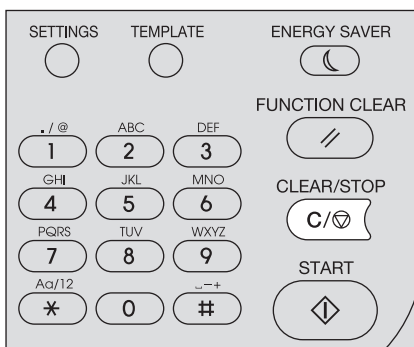 SETTINGS TEMPLATE ENERGY SAVER
FUNCTION CLEAR
./@ ABC DEF
1 2 3
GHI JKL MNO
4 5 6
CLEAR/STOP
C/
PQRS TUV WXYZ
7 8 9
START
Aa/12 _-+
* 0 #